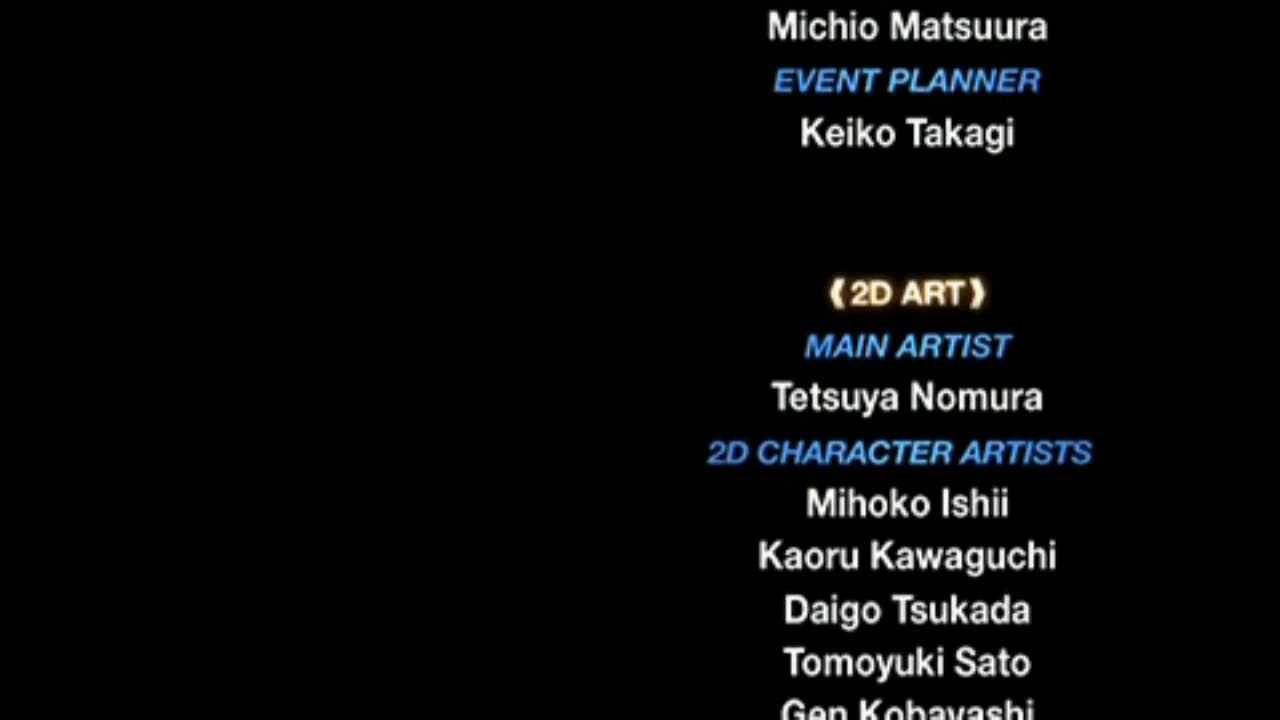 Michio Matsuura
EVENT PLANNER
Keiko Takagi
❪2D ART❫
MAIN ARTIST
Tetsuya Nomura
2D CHARACTER ARTISTS
Mihoko Ishii
Kaoru Kawaguchi
Daigo Tsukada
Tomoyuki Sato
Gen Kobayashi